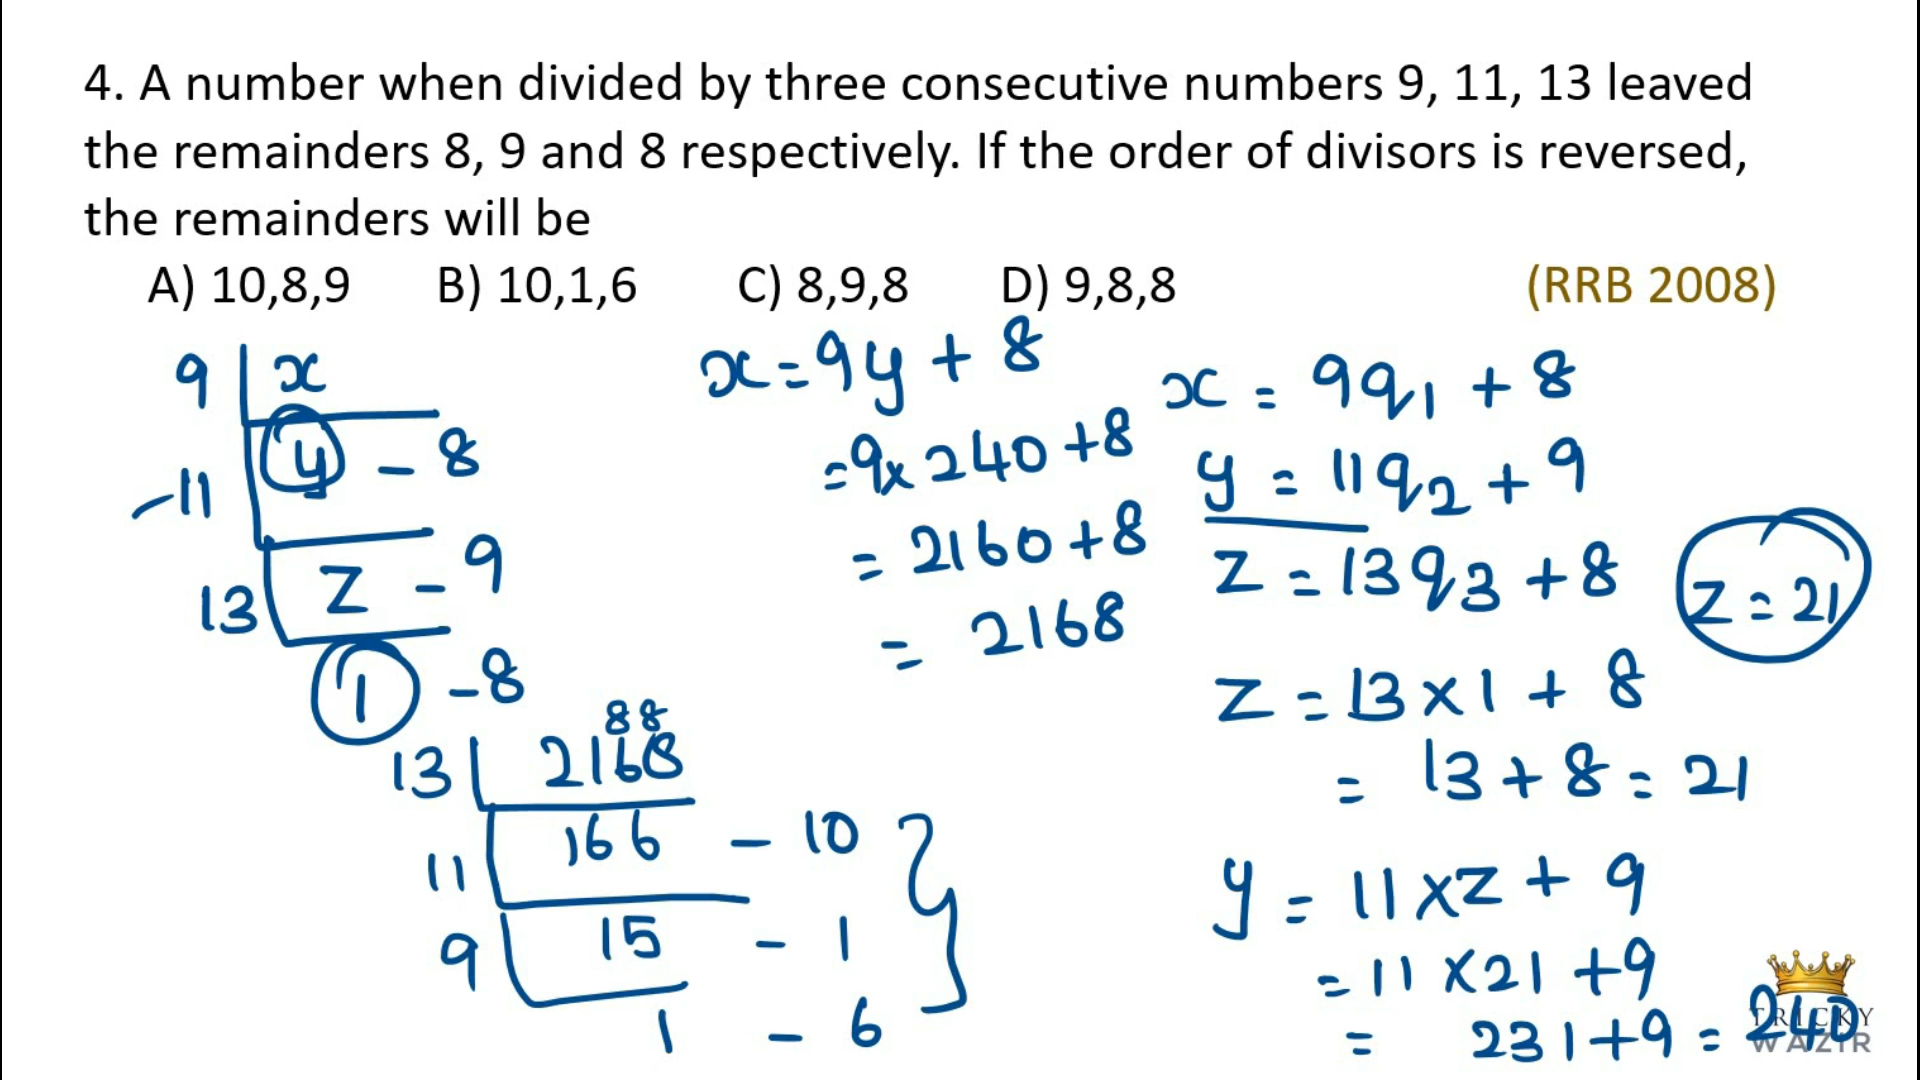 4. A number when divided by three consecutive numbers 9, 11, 13 leaved
the remainders 8, 9 and 8 respectively. If the order of divisors is reversed,
the remainders will be
A) 10,8,9 B) 10,1,6 C) 8,9,8 D) 9,8,8 (RRB 2008)
9 | x
11 | y - 8
13 | z - 9
1 - 8
x = 9y + 8
= 9x 240 + 8
= 2160 + 8
= 2168
88
13 | 2168
11 | 166 - 10
9 | 15 - 1
1 - 6
x = 9q1 + 8
y = 11q2 + 9
z = 13q3 + 8
z = 21
z = 13 x 1 + 8
= 13 + 8 = 21
y = 11 x z + 9
= 11 x 21 + 9
= 231 + 9 = 240
TRICKY
WAZIR